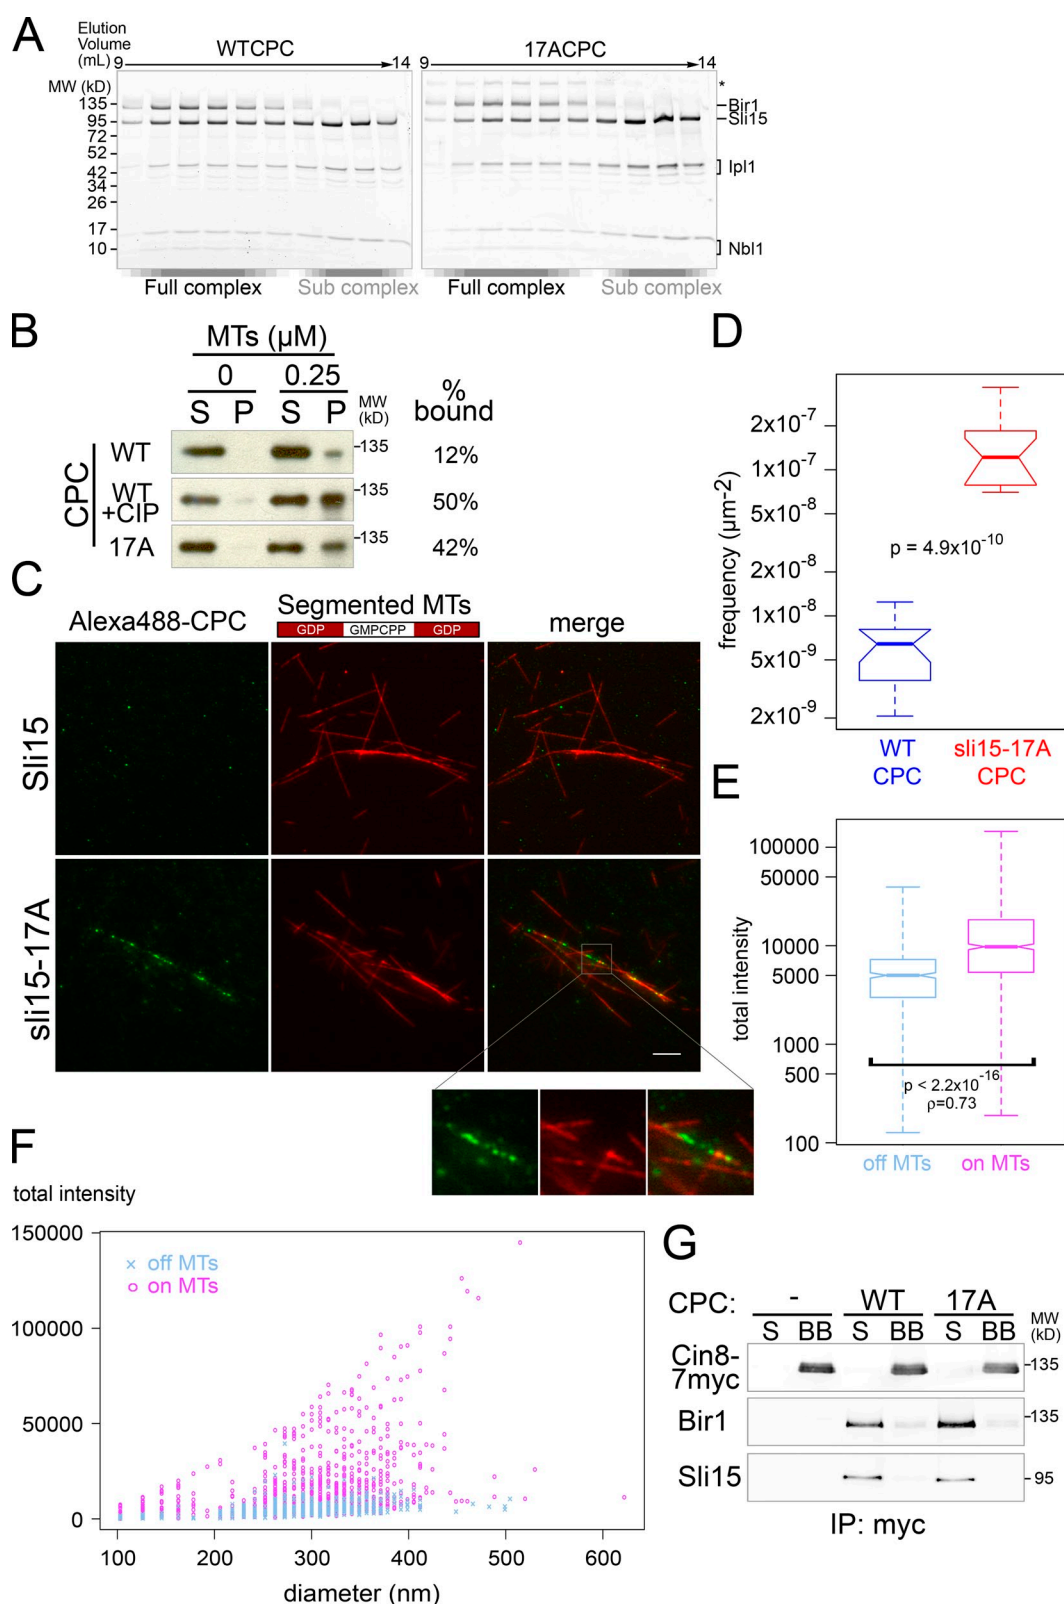 A
Elution
Volume
(mL)
9
WTCPC
14
9
17ACPC
14
MW (kD)
135
95
72
52
42
34
26
17
10
*
Bir1
Sli15
Ipl1
Nbl1
Full complex
Sub complex
Full complex
Sub complex
B
MTs (µM)
0
0.25
S P S P
MW
(kD)
%
bound
CPC
WT
-135
12%
WT
+CIP
-135
50%
17A
-135
42%
C
Alexa488-CPC
Segmented MTs
GDP GMPCPP GDP
merge
Sli15
sli15-17A
D
frequency (µm-2)
2x10-7
1x10-7
5x10-8
2x10-8
1x10-8
5x10-9
2x10-9
p = 4.9x10-10
WT
CPC
sli15-17A
CPC
E
total intensity
100000
50000
10000
5000
1000
500
100
p < 2.2x10-16
ρ=0.73
off MTs
on MTs
F
total intensity
150000
100000
50000
0
× off MTs
o on MTs
100 200 300 400 500 600
diameter (nm)
G
CPC: - WT 17A
S BB S BB S BB
MW
(kD)
Cin8-
7myc
-135
Bir1
-135
Sli15
- 95
IP: myc